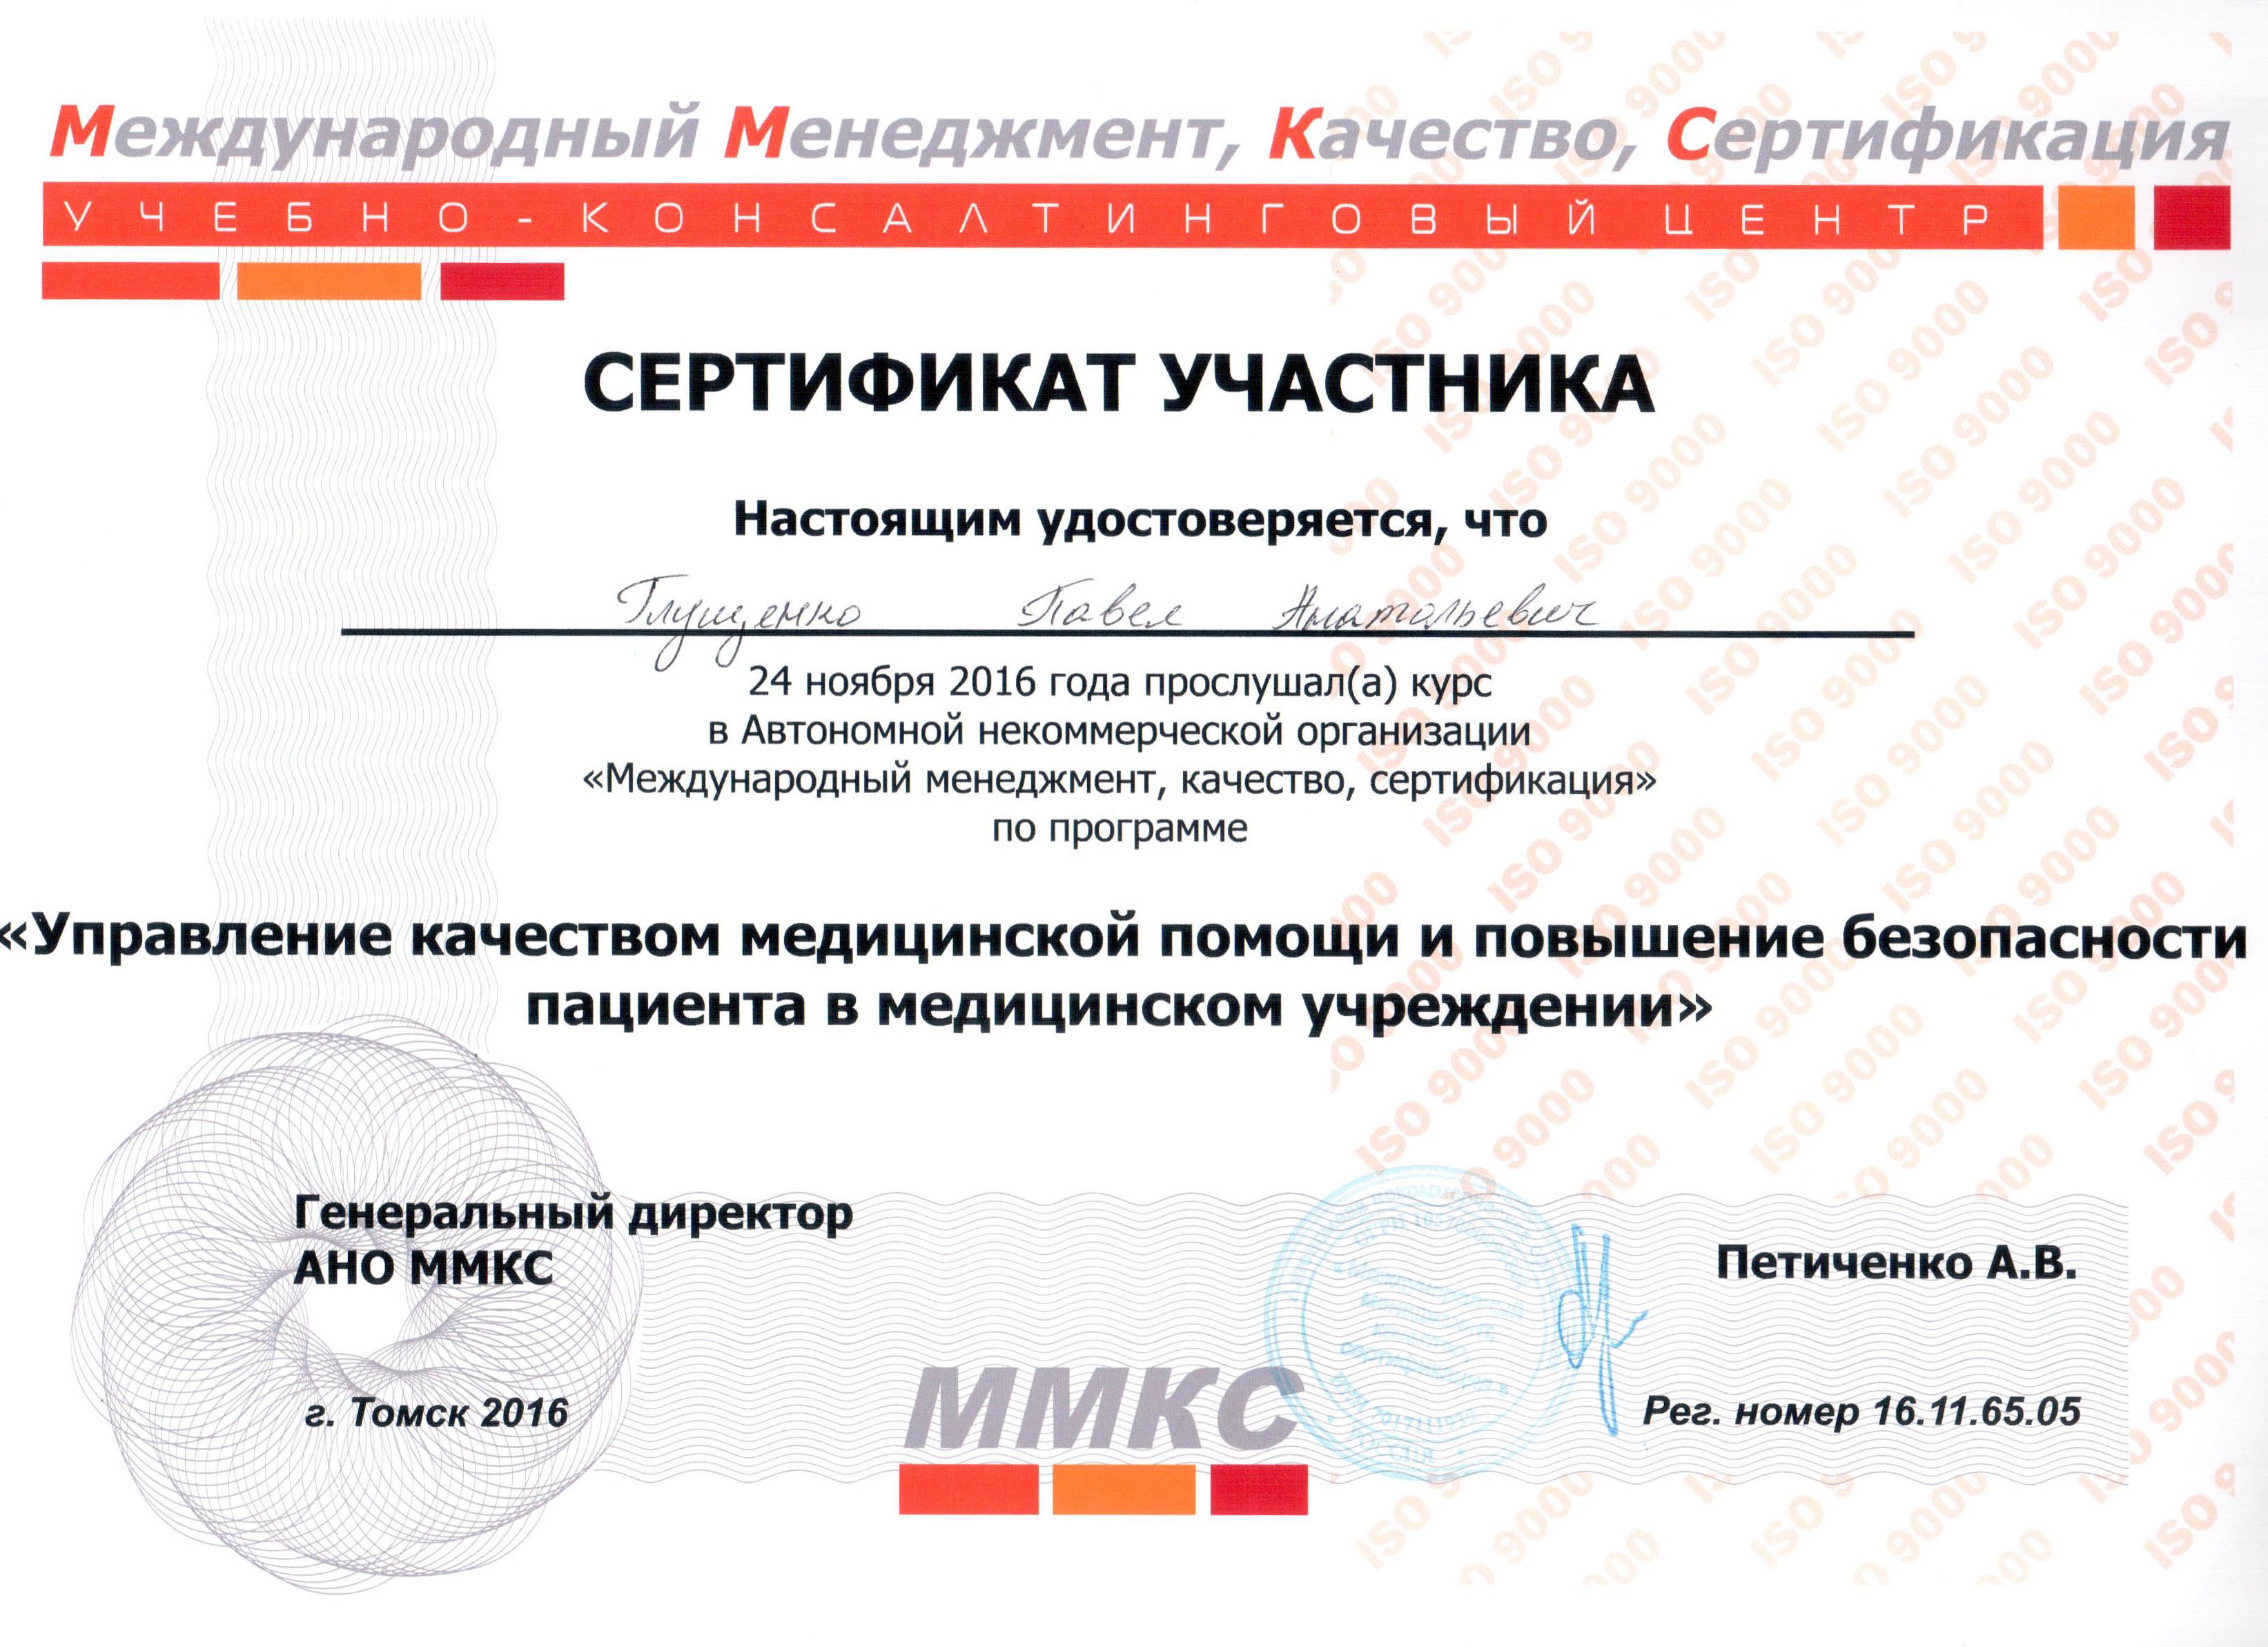 Международный Менеджмент, Качество, Сертификация
УЧЕБНО-КОНСАЛТИНГОВЫЙ ЦЕНТР
СЕРТИФИКАТ УЧАСТНИКА
Настоящим удостоверяется, что
Глущенко Павел Анатольевич
24 ноября 2016 года прослушал(а) курс
в Автономной некоммерческой организации
«Международный менеджмент, качество, сертификация»
по программе
«Управление качеством медицинской помощи и повышение безопасности
пациента в медицинском учреждении»
Генеральный директор
АНО ММКС
Петиченко А.В.
г. Томск 2016
ММКС
Рег. номер 16.11.65.05
ISO 9000